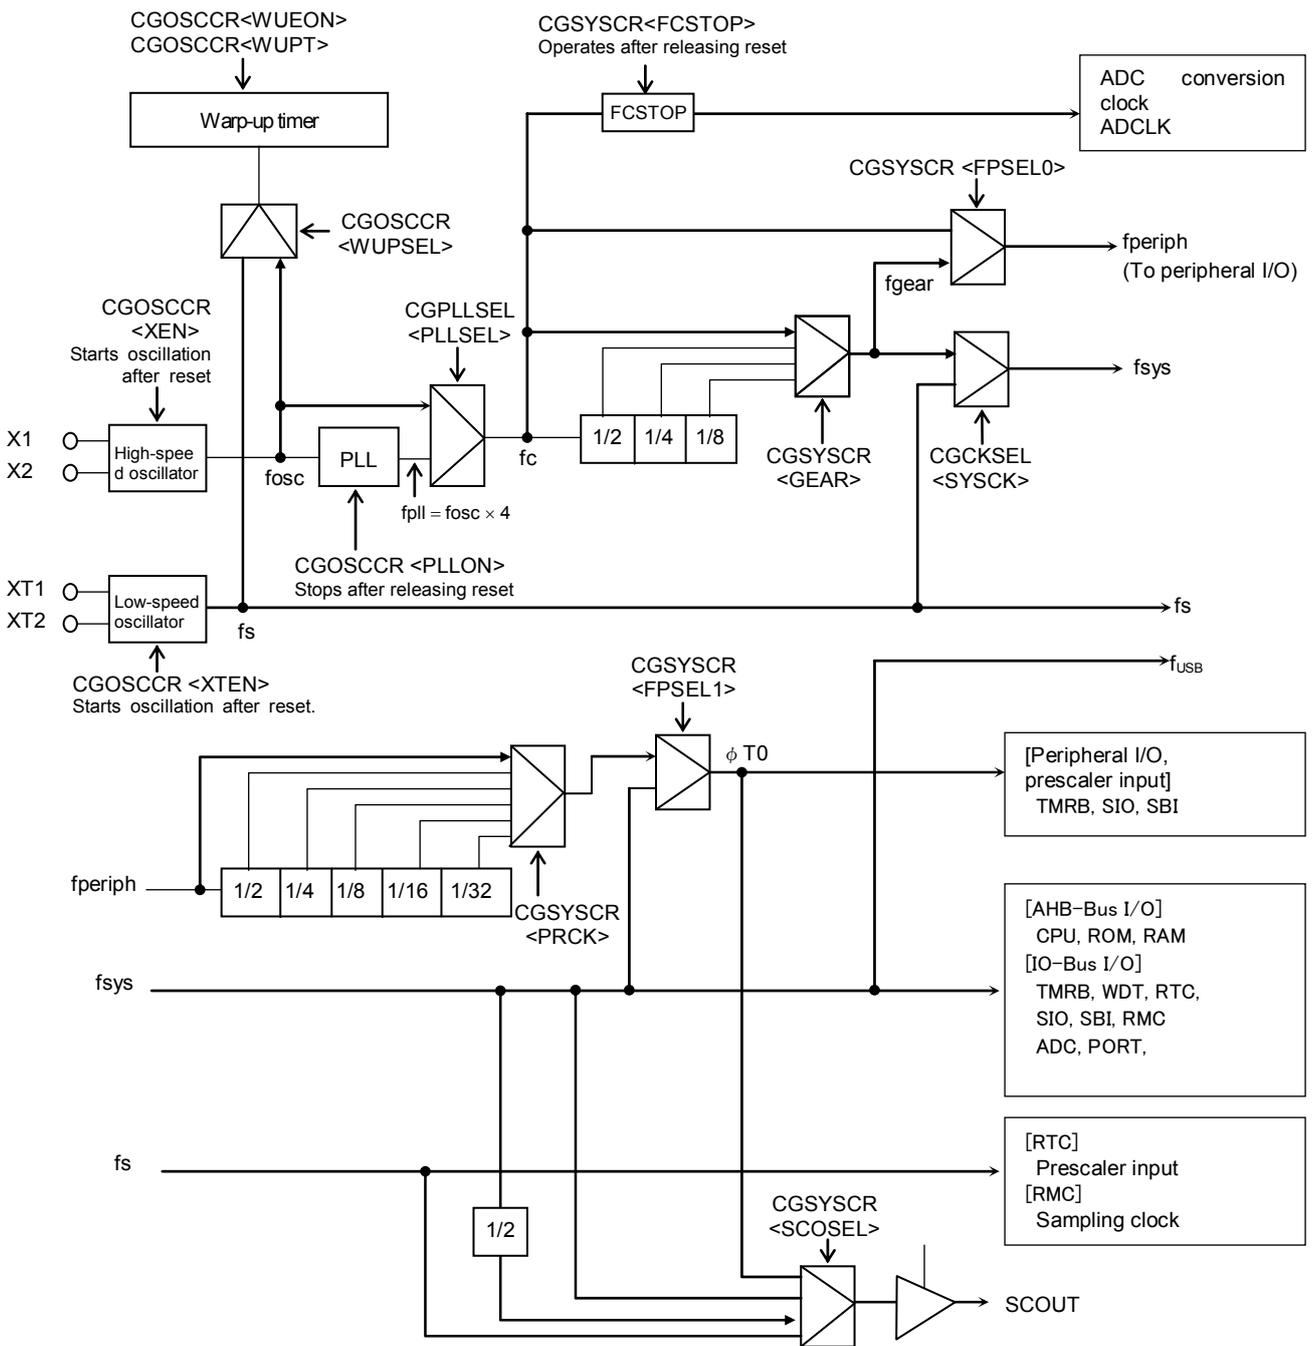 CGOSCCR<WUEON>
CGOSCCR<WUPT>
CGSYSCR<FCSTOP>
Operates after releasing reset
Warp-up timer
FCSTOP
ADC conversion
clock
ADCLK
CGSYSCR <FPSEL0>
CGOSCCR
<WUPSEL>
fperiph
(To peripheral I/O)
fgear
CGOSCCR
<XEN>
Starts oscillation
after reset
CGPLLSEL
<PLLSEL>
fsys
X1
X2
High-spee
d oscillator
fosc
PLL
fc
1/2
1/4
1/8
CGSYSCR
<GEAR>
CGCKSEL
<SYSCK>
fpll = fosc × 4
CGOSCCR <PLLON>
Stops after releasing reset
XT1
XT2
Low-speed
oscillator
fs
fs
CGOSCCR <XTEN>
Starts oscillation after reset.
CGSYSCR
<FPSEL1>
fUSB
ϕ T0
[Peripheral I/O,
prescaler input]
TMRB, SIO, SBI
fperiph
1/2
1/4
1/8
1/16
1/32
CGSYSCR
<PRCK>
[AHB-Bus I/O]
CPU, ROM, RAM
[IO-Bus I/O]
TMRB, WDT, RTC,
SIO, SBI, RMC
ADC, PORT,
fsys
fs
[RTC]
Prescaler input
[RMC]
Sampling clock
1/2
CGSYSCR
<SCOSEL>
SCOUT